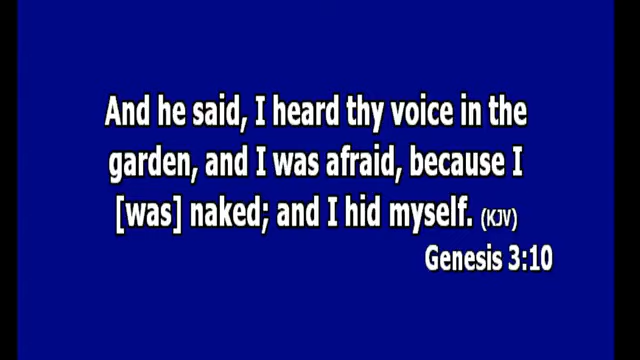 And he said, I heard thy voice in the
garden, and I was afraid, because I
[was] naked; and I hid myself. (KJV)
Genesis 3:10